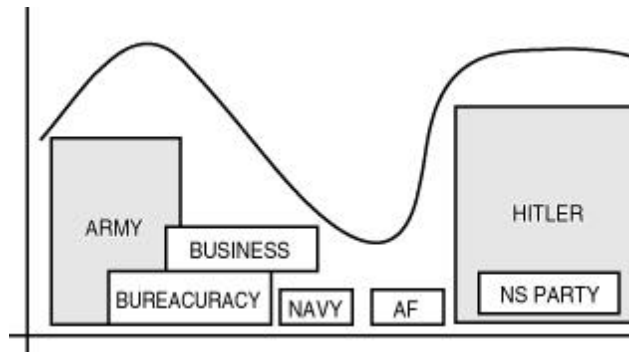 ARMY
HITLER
BUSINESS
BUREACURACY
NAVY
AF
NS PARTY